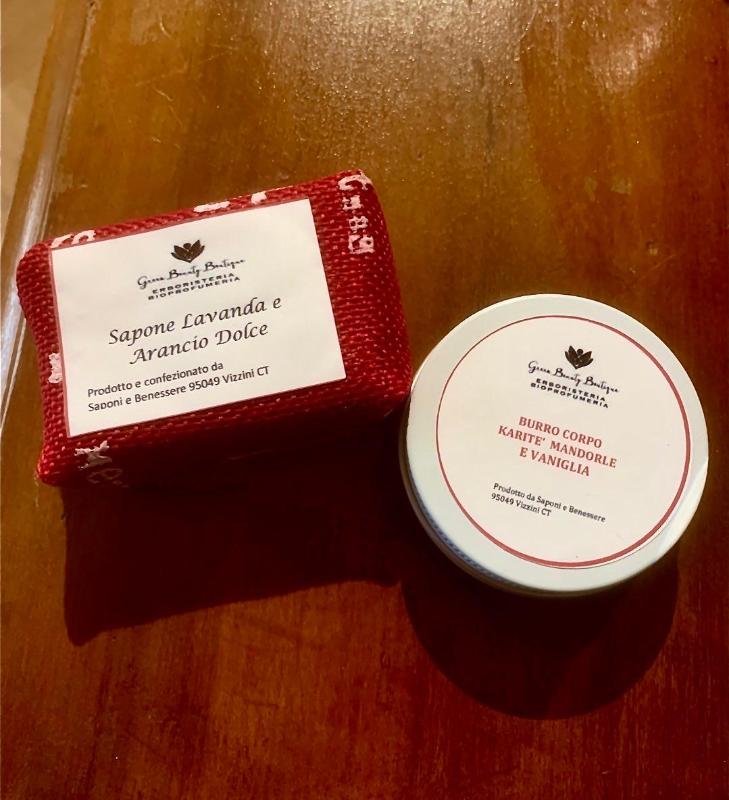 Green Beauty Boutique
ERBORISTERIA
BIOPROFUMERIA
Sapone Lavanda e
Arancio Dolce
Prodotto e confezionato da
Saponi e Benessere 95049 Vizzini CT
Green Beauty Boutique
ERBORISTERIA
BIOPROFUMERIA
BURRO CORPO
KARITE' MANDORLE
E VANIGLIA
Prodotto da Saponi e Benessere
95049 Vizzini CT